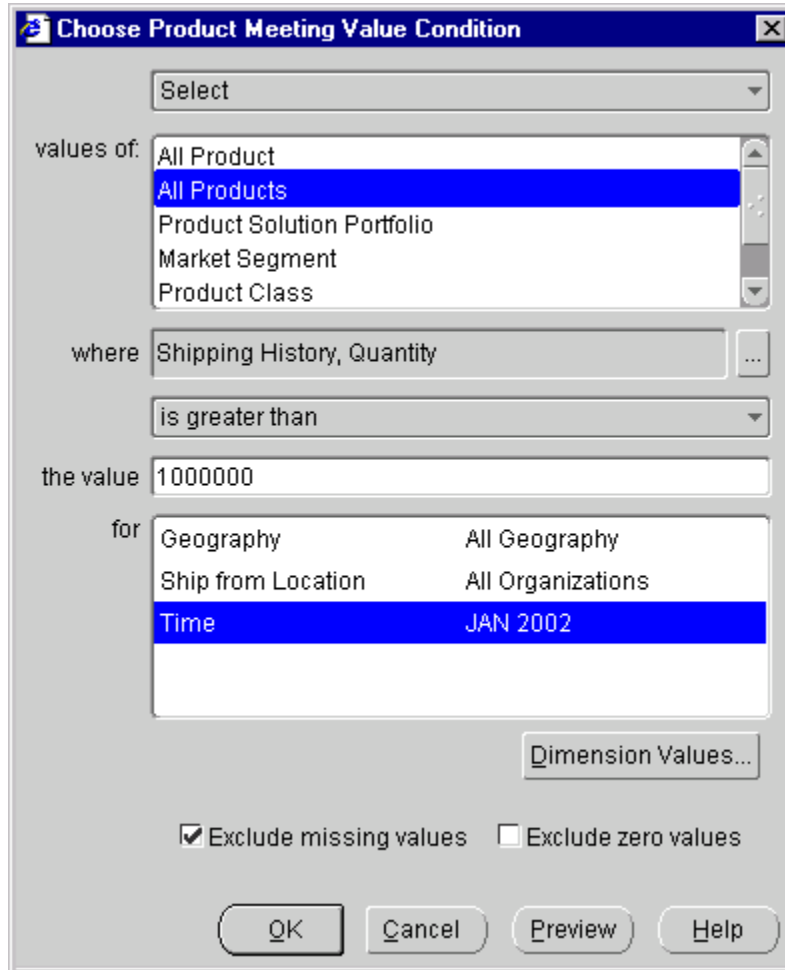 Choose Product Meeting Value Condition
Select
values of:
All Product
All Products
Product Solution Portfolio
Market Segment
Product Class
where Shipping History, Quantity ...
is greater than
the value 1000000
for
Geography All Geography
Ship from Location All Organizations
Time JAN 2002
Dimension Values...
Exclude missing values Exclude zero values
OK Cancel Preview Help